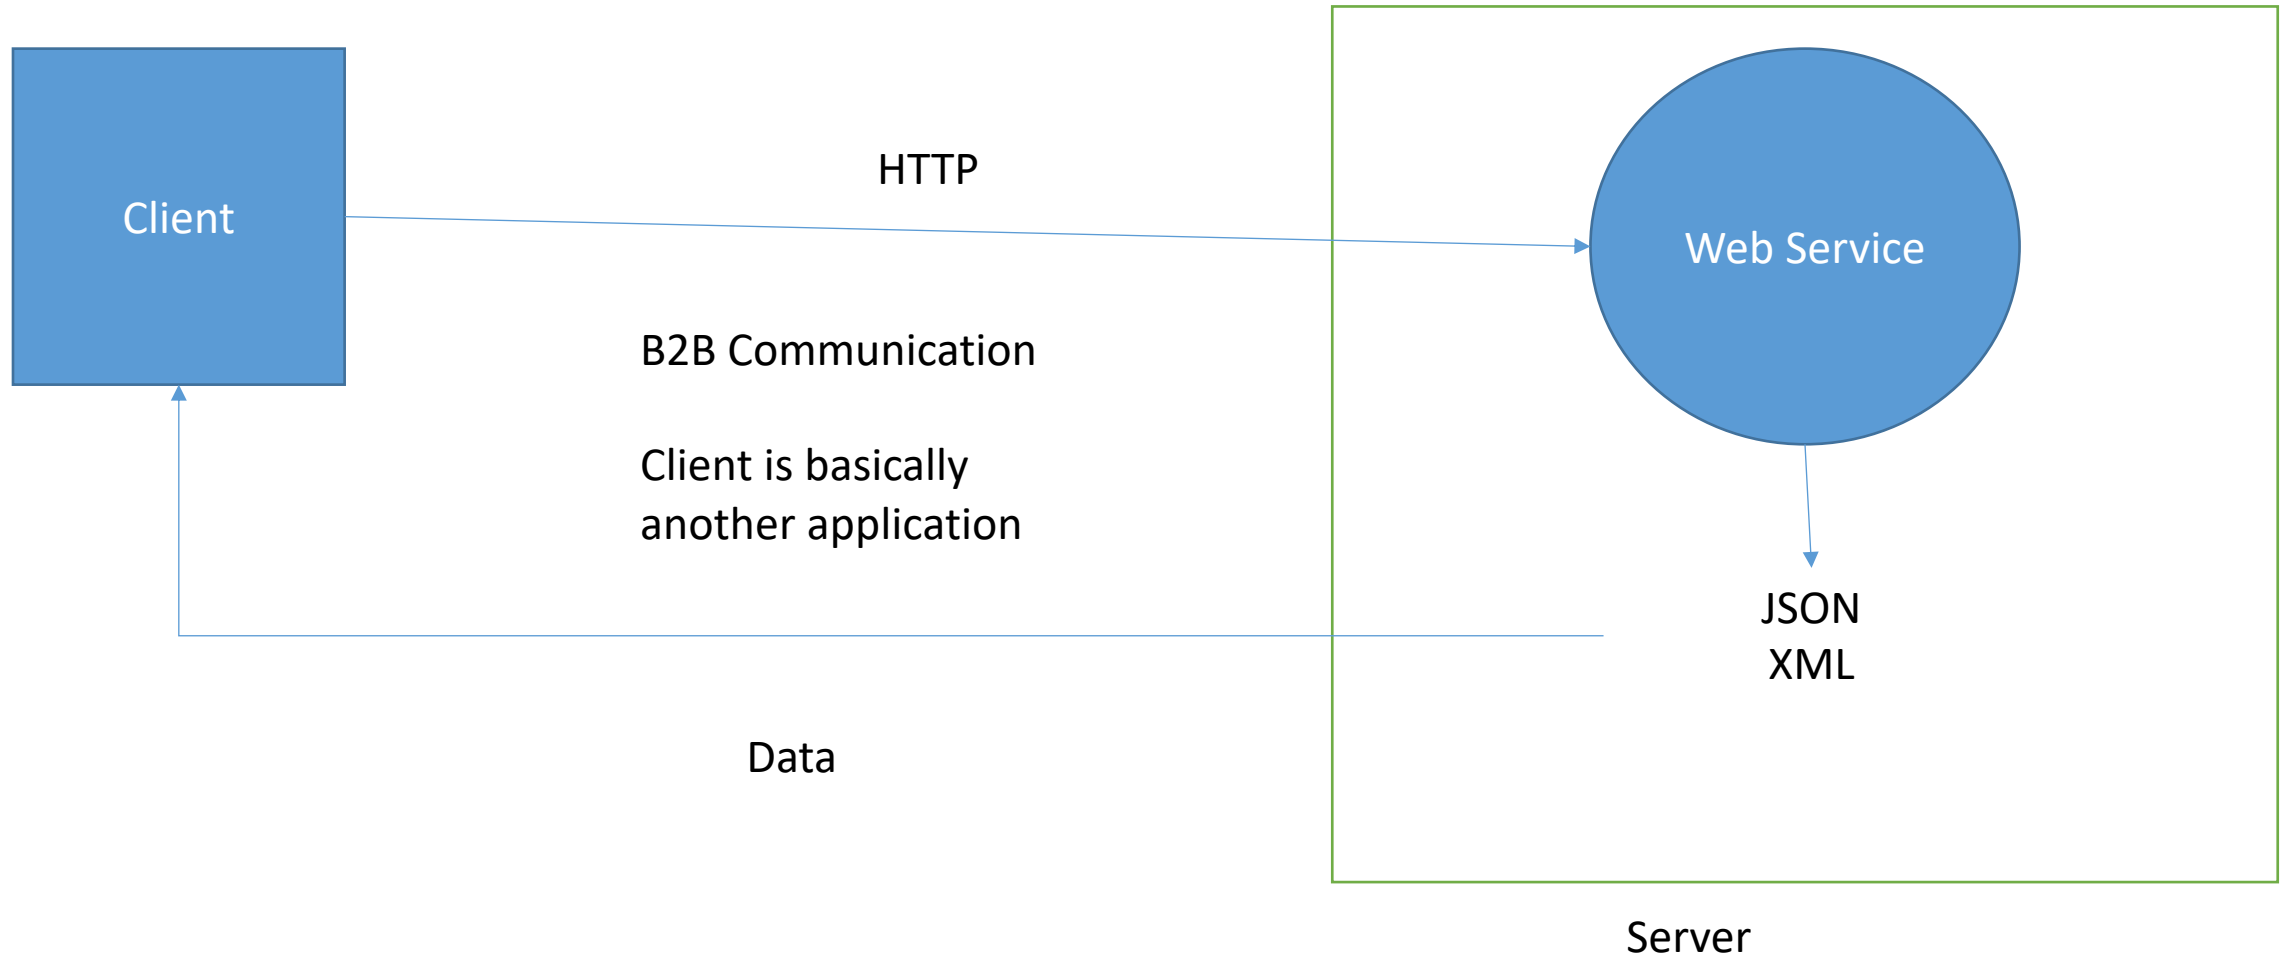 Client
HTTP
Web Service
B2B Communication
Client is basically
another application
JSON
XML
Data
Server